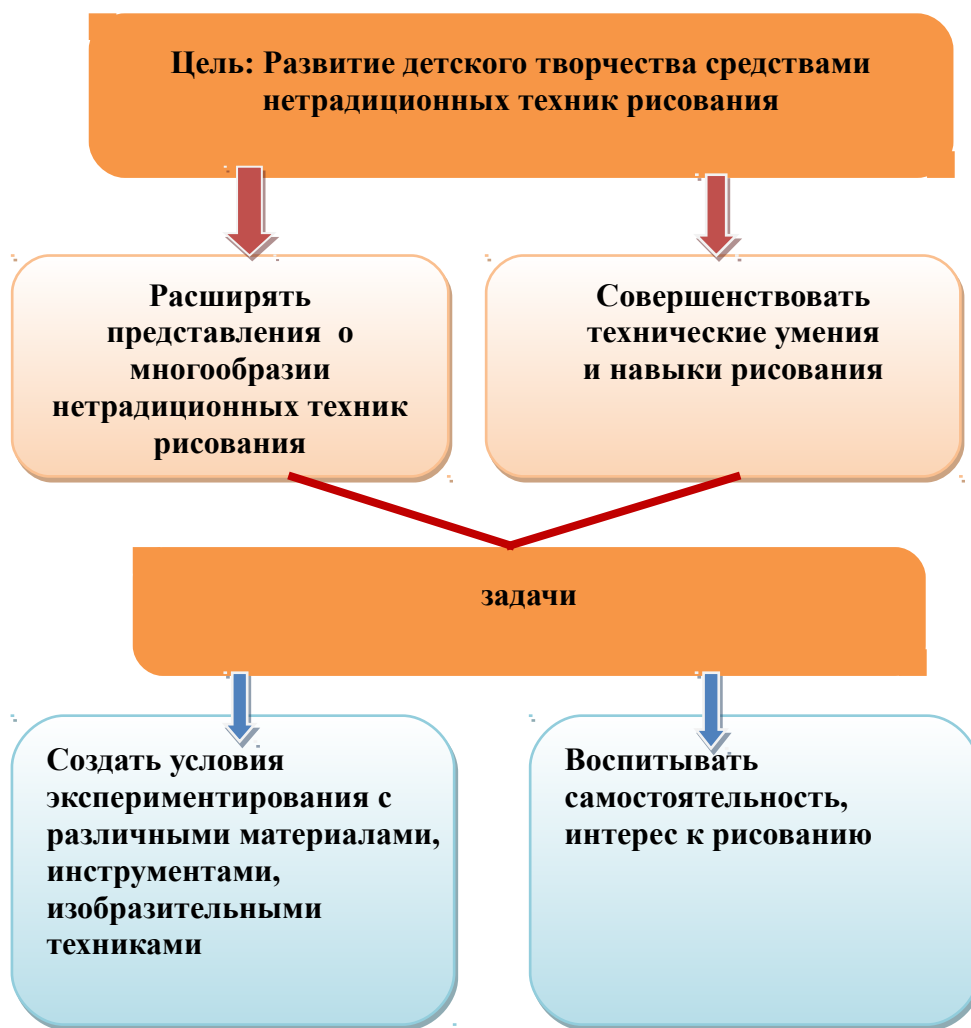 Цель: Развитие детского творчества средствами
нетрадиционных техник рисования
Расширять
представления о
многообразии
нетрадиционных техник
рисования
Совершенствовать
технические умения
и навыки рисования
задачи
Создать условия
экспериментирования с
различными материалами,
инструментами,
изобразительными
техниками
Воспитывать
самостоятельность,
интерес к рисованию